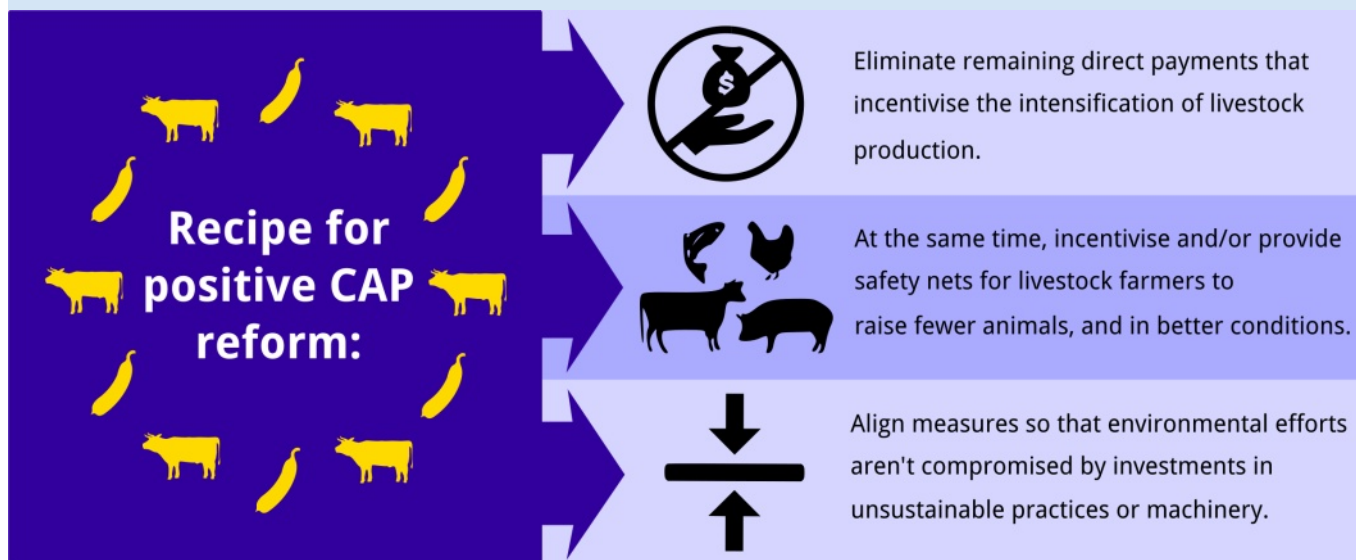 Recipe for
positive CAP
reform:
Eliminate remaining direct payments that
incentivise the intensification of livestock
production.
At the same time, incentivise and/or provide
safety nets for livestock farmers to
raise fewer animals, and in better conditions.
Align measures so that environmental efforts
aren't compromised by investments in
unsustainable practices or machinery.
$